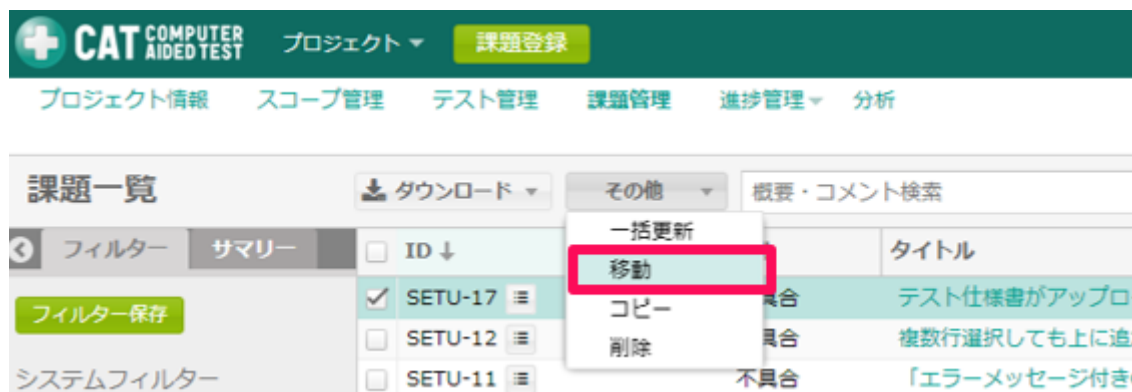 CAT COMPUTER AIDED TEST プロジェクト 課題登録
プロジェクト情報 スコープ管理 テスト管理 課題管理 進捗管理 分析
課題一覧 ダウンロード その他 概要・コメント検索
フィルター サマリー ID↓ タイトル
一括更新
移動
コピー
削除
フィルター保存
SETU-17 具合 テスト仕様書がアップロ
SETU-12 具合 複数行選択しても上に追
システムフィルター SETU-11 不具合 「エラーメッセージ付き